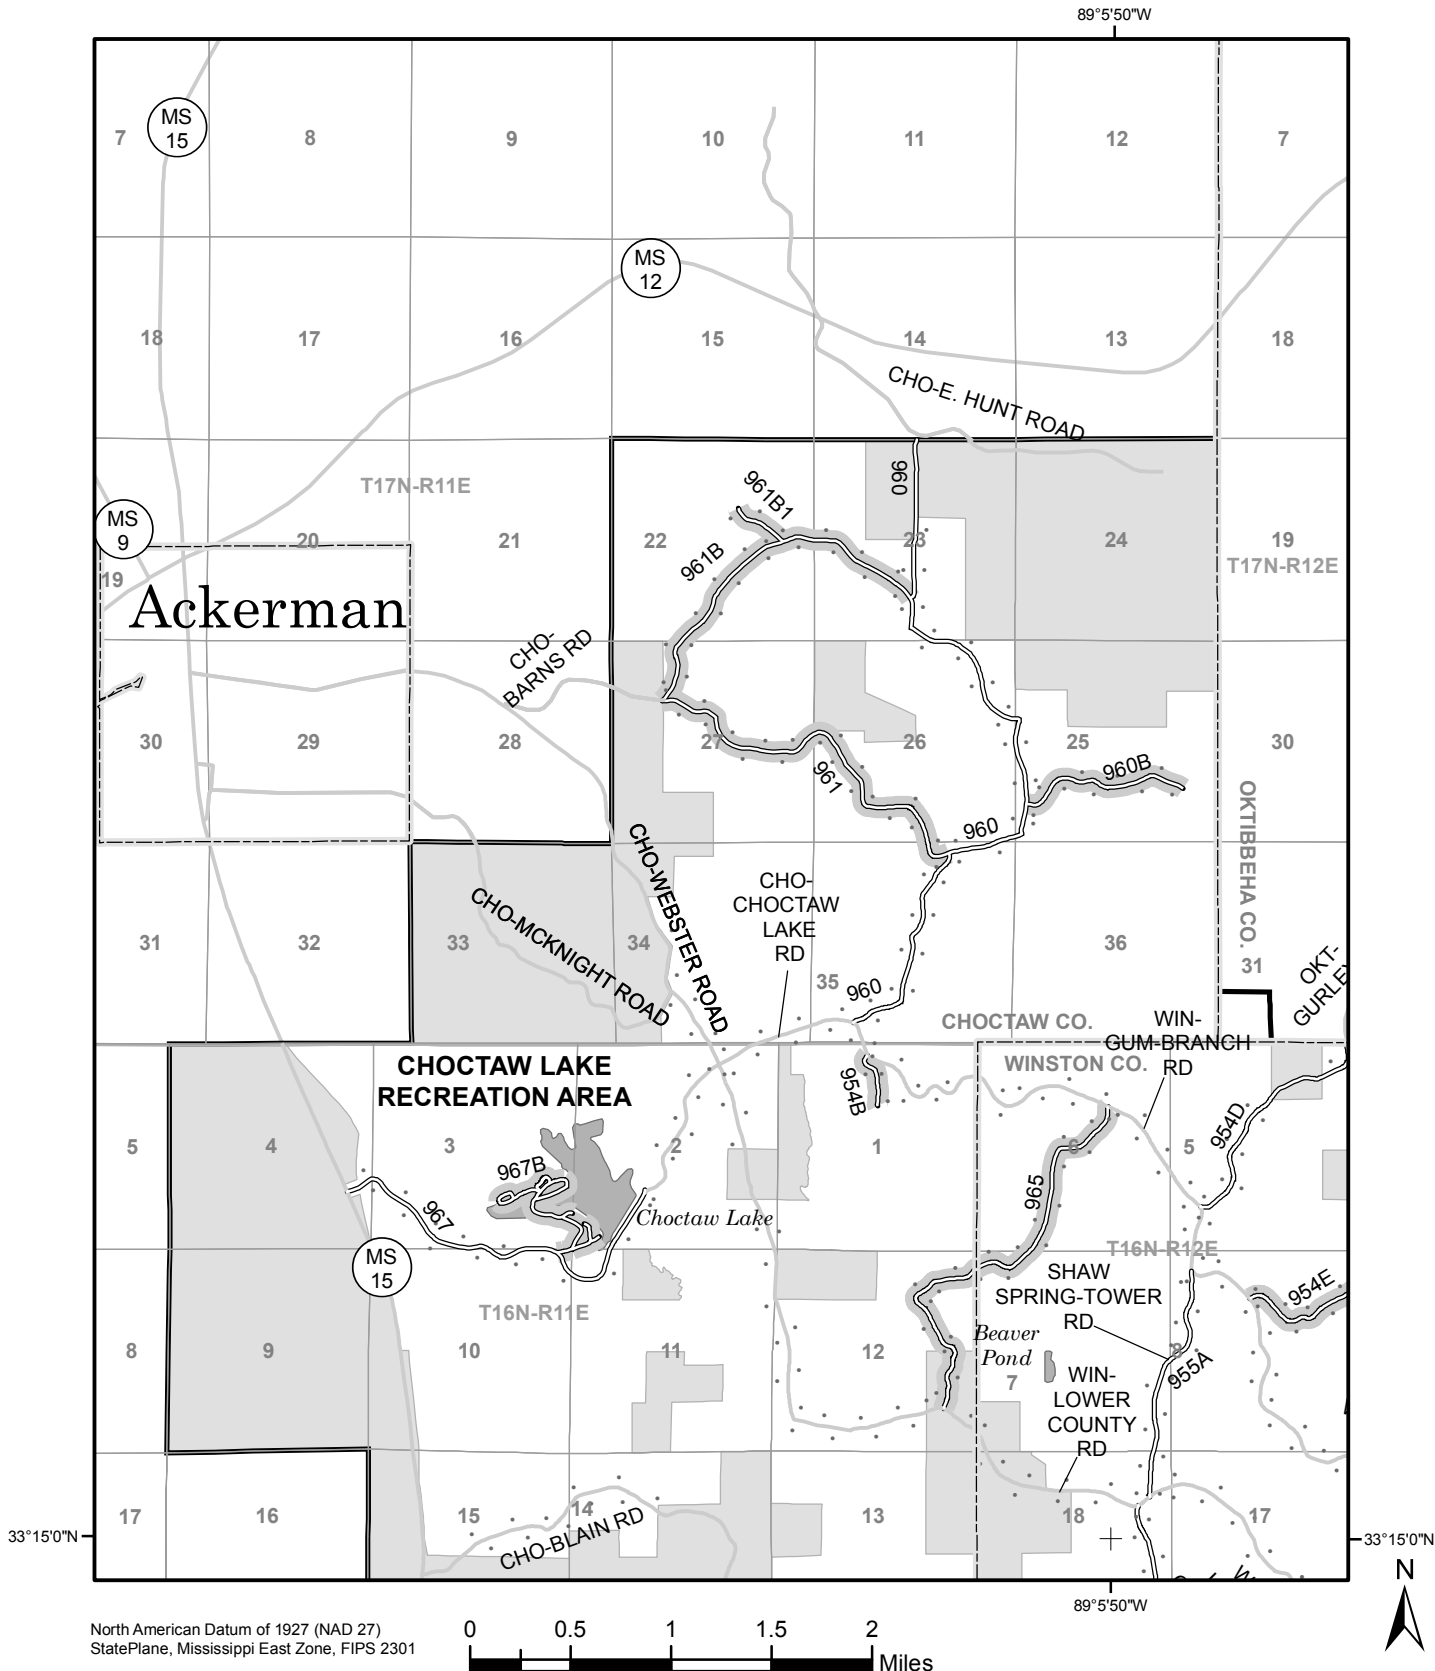 89°5'50"W
MS
15
7
8
9
10
11
12
7
MS
12
18
17
16
15
14
13
18
CHO-E. HUNT ROAD
T17N-R11E
960
961B1
MS
9
20
21
22
23
24
19
19
T17N-R12E
961B
Ackerman
CHO-
BARNS RD
30
29
28
27
26
25
30
961
960B
960
OKTIBBEHA CO.
CHO-WEBSTER ROAD
CHO-
CHOCTAW
LAKE
RD
CHO-MCKNIGHT ROAD
31
32
33
34
35
36
31
OKT-
960
CHOCTAW CO.
WINSTON CO.
WIN-
GUM-BRANCH
RD
CHOCTAW LAKE
RECREATION AREA
954B
954D
5
4
3
2
1
6
5
967B
967
965
Choctaw Lake
MS
15
T16N-R12E
SHAW
SPRING-TOWER
RD
954E
T16N-R11E
Beaver
Pond
8
9
10
11
12
7
8
955A
WIN-
LOWER
COUNTY
RD
17
16
15
14
13
18
17
CHO-BLAIN RD
33°15'0"N
33°15'0"N
89°5'50"W
N
North American Datum of 1927 (NAD 27)
StatePlane, Mississippi East Zone, FIPS 2301
0 0.5 1 1.5 2
Miles